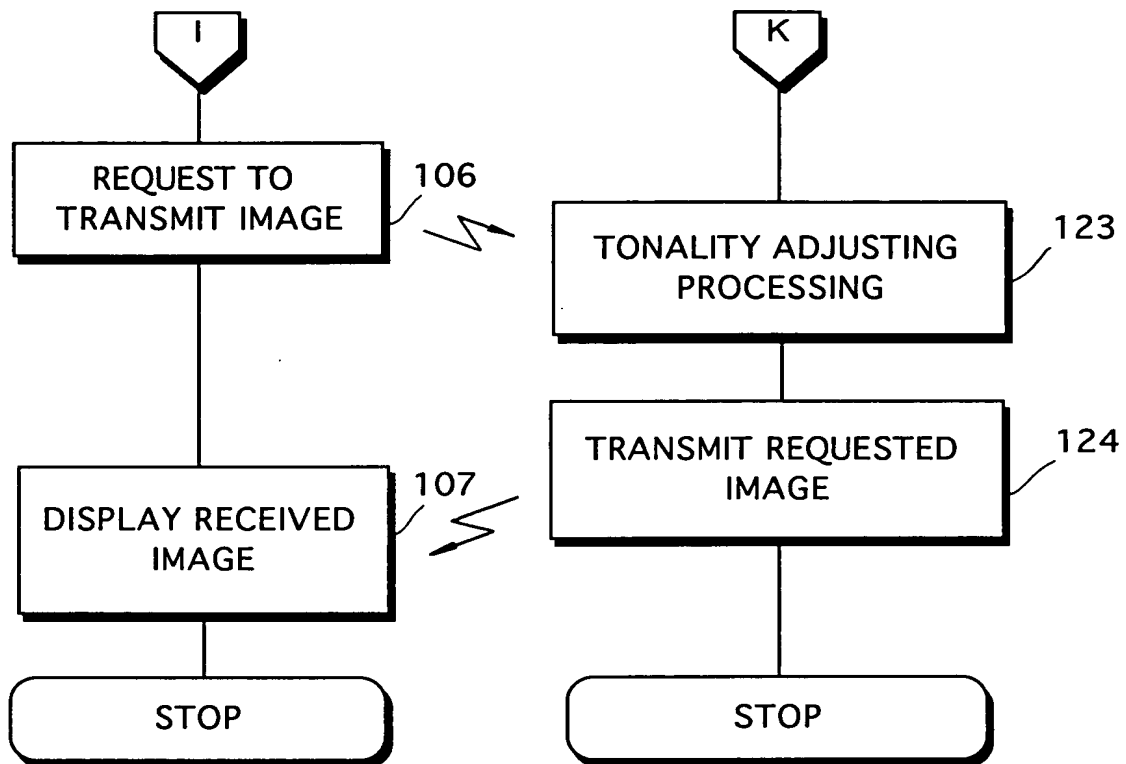 I
REQUEST TO
TRANSMIT IMAGE
106
DISPLAY RECEIVED
IMAGE
107
STOP
K
TONALITY ADJUSTING
PROCESSING
123
TRANSMIT REQUESTED
IMAGE
124
STOP